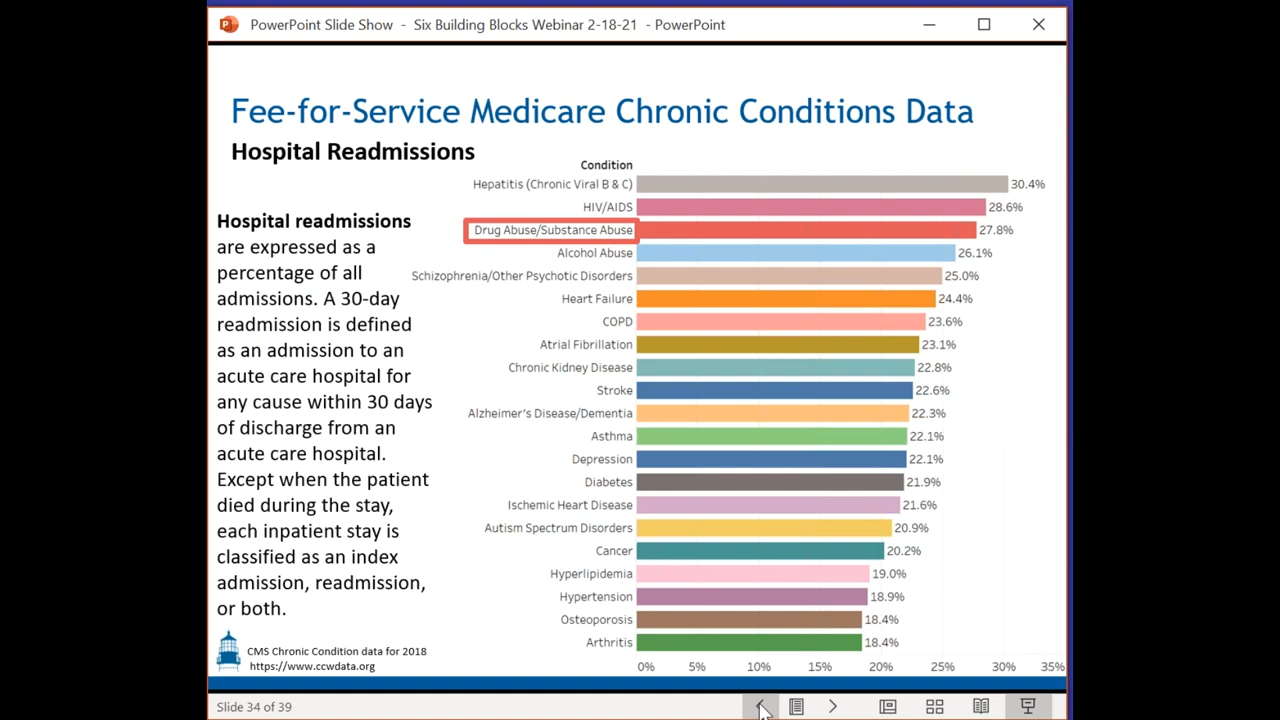 PowerPoint Slide Show - Six Building Blocks Webinar 2-18-21 - PowerPoint
Fee-for-Service Medicare Chronic Conditions Data
Hospital Readmissions
Hospital readmissions
are expressed as a
percentage of all
admissions. A 30-day
readmission is defined
as an admission to an
acute care hospital for
any cause within 30 days
of discharge from an
acute care hospital.
Except when the patient
died during the stay,
each inpatient stay is
classified as an index
admission, readmission,
or both.
Condition
Hepatitis (Chronic Viral B & C) 30.4%
HIV/AIDS 28.6%
Drug Abuse/Substance Abuse 27.8%
Alcohol Abuse 26.1%
Schizophrenia/Other Psychotic Disorders 25.0%
Heart Failure 24.4%
COPD 23.6%
Atrial Fibrillation 23.1%
Chronic Kidney Disease 22.8%
Stroke 22.6%
Alzheimer's Disease/Dementia 22.3%
Asthma 22.1%
Depression 22.1%
Diabetes 21.9%
Ischemic Heart Disease 21.6%
Autism Spectrum Disorders 20.9%
Cancer 20.2%
Hyperlipidemia 19.0%
Hypertension 18.9%
Osteoporosis 18.4%
Arthritis 18.4%
0% 5% 10% 15% 20% 25% 30% 35%
CMS Chronic Condition data for 2018
https://www.ccwdata.org
Slide 34 of 39